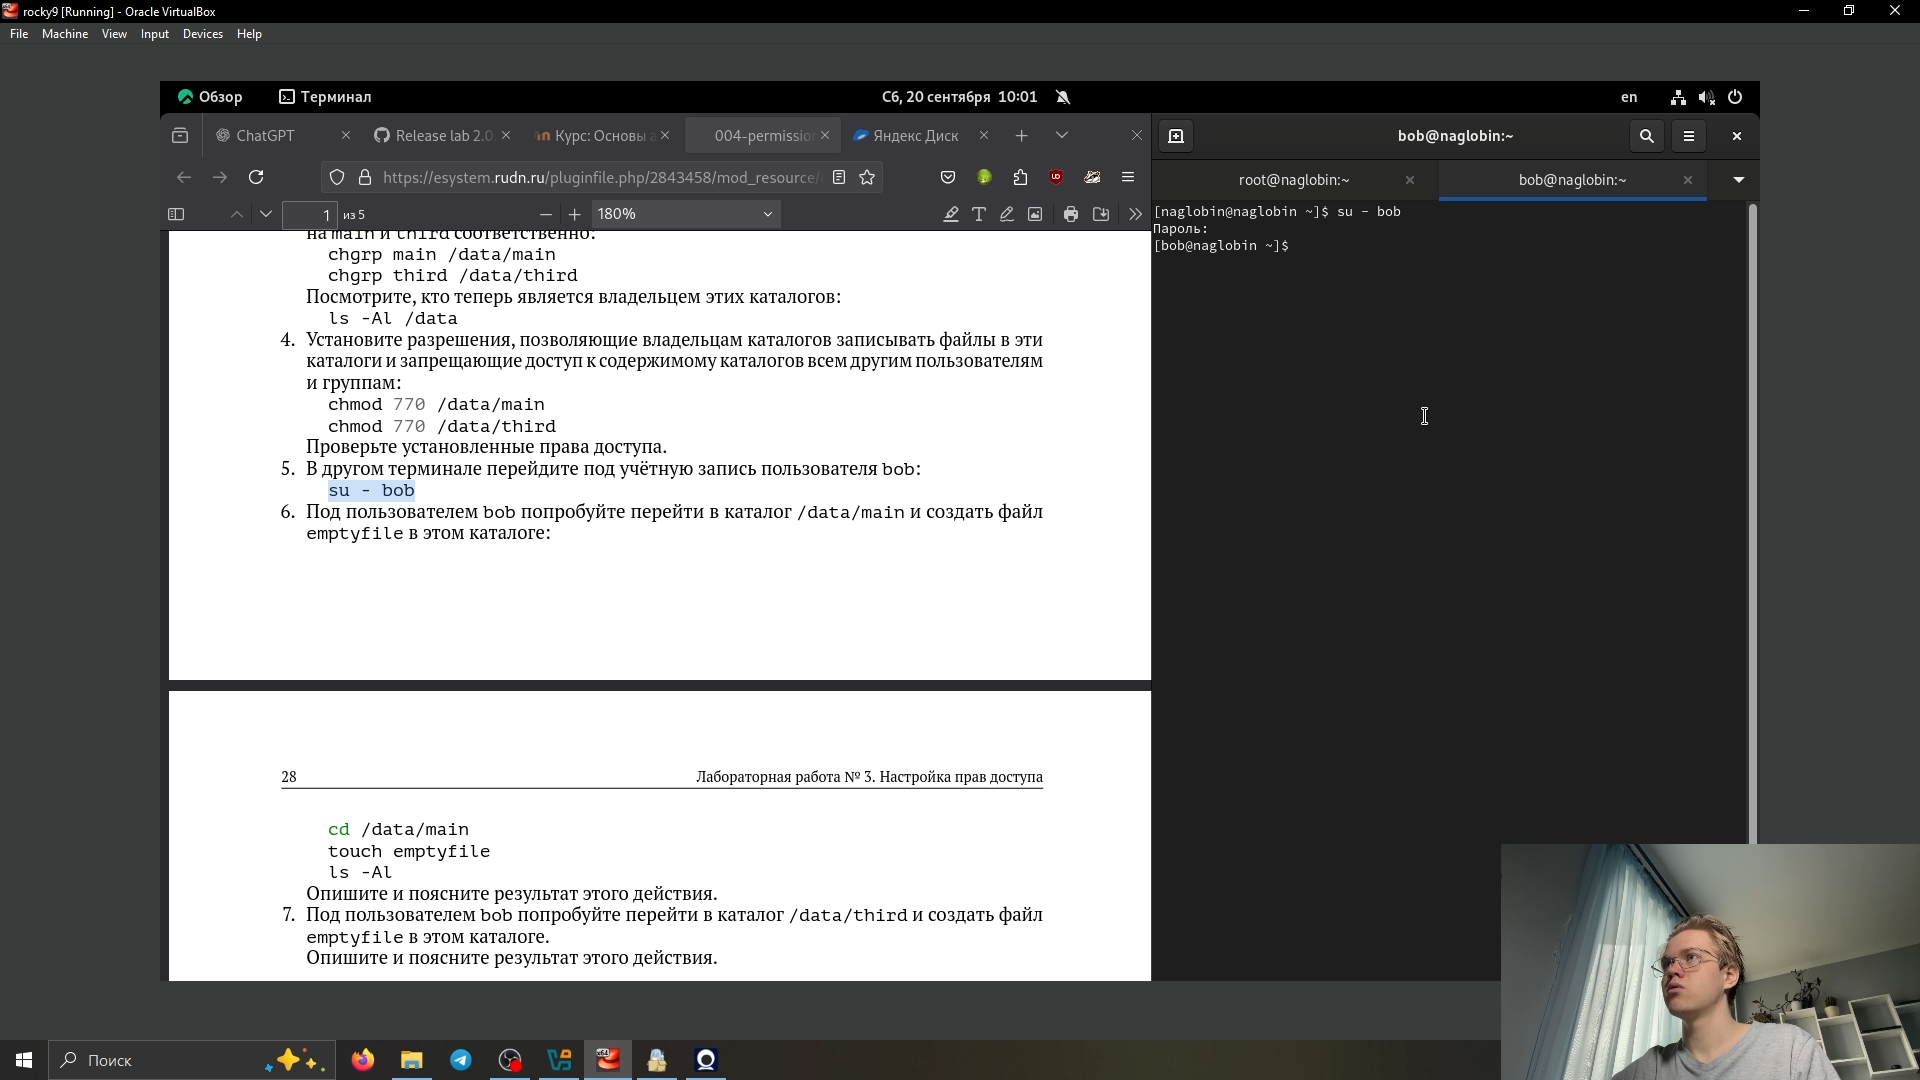 rocky9 [Running] - Oracle VirtualBox
File Machine View Input Devices Help
Обзор Терминал Сб, 20 сентября 10:01 en
ChatGPT Release lab 2.0 Курс: Основы а 004-permission Яндекс Диск
https://esystem.rudn.ru/pluginfile.php/2843458/mod_resource/
1 из 5 180%
на main и third соответственно:
chgrp main /data/main
chgrp third /data/third
Посмотрите, кто теперь является владельцем этих каталогов:
ls -Al /data
4. Установите разрешения, позволяющие владельцам каталогов записывать файлы в эти
каталоги и запрещающие доступ к содержимому каталогов всем другим пользователям
и группам:
chmod 770 /data/main
chmod 770 /data/third
Проверьте установленные права доступа.
5. В другом терминале перейдите под учётную запись пользователя bob:
su - bob
6. Под пользователем bob попробуйте перейти в каталог /data/main и создать файл
emptyfile в этом каталоге:
28 Лабораторная работа № 3. Настройка прав доступа
cd /data/main
touch emptyfile
ls -Al
Опишите и поясните результат этого действия.
7. Под пользователем bob попробуйте перейти в каталог /data/third и создать файл
emptyfile в этом каталоге.
Опишите и поясните результат этого действия.
bob@naglobin:~
root@naglobin:~ bob@naglobin:~
[naglobin@naglobin ~]$ su - bob
Пароль:
[bob@naglobin ~]$
Поиск